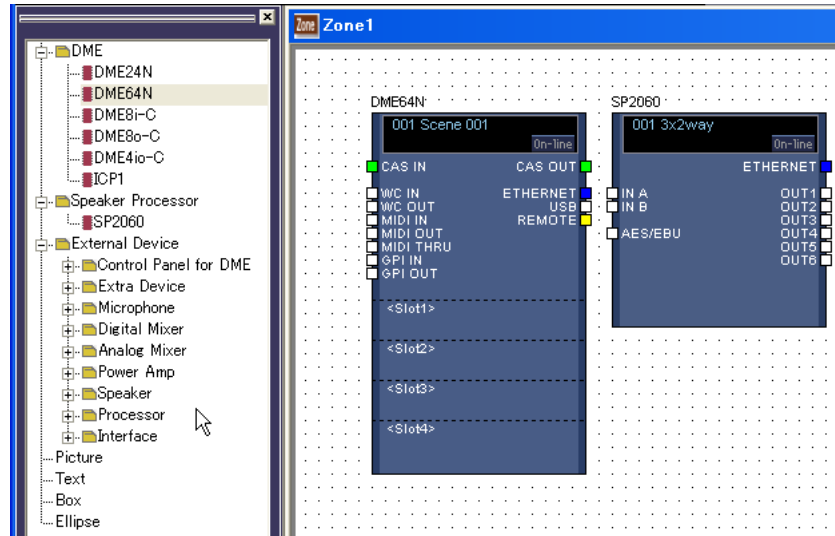 Zone Zone1
DME
DME24N
DME64N
DME8i-C
DME8o-C
DME4io-C
ICP1
Speaker Processor
SP2060
External Device
Control Panel for DME
Extra Device
Microphone
Digital Mixer
Analog Mixer
Power Amp
Speaker
Processor
Interface
Picture
Text
Box
Ellipse
DME64N
001 Scene 001
On-line
CAS IN CAS OUT
WC IN ETHERNET
WC OUT USB
MIDI IN REMOTE
MIDI OUT
MIDI THRU
GPI IN
GPI OUT
<Slot1>
<Slot2>
<Slot3>
<Slot4>
SP2060
001 3x2way
On-line
ETHERNET
IN A OUT1
IN B OUT2
OUT3
AES/EBU OUT4
OUT5
OUT6